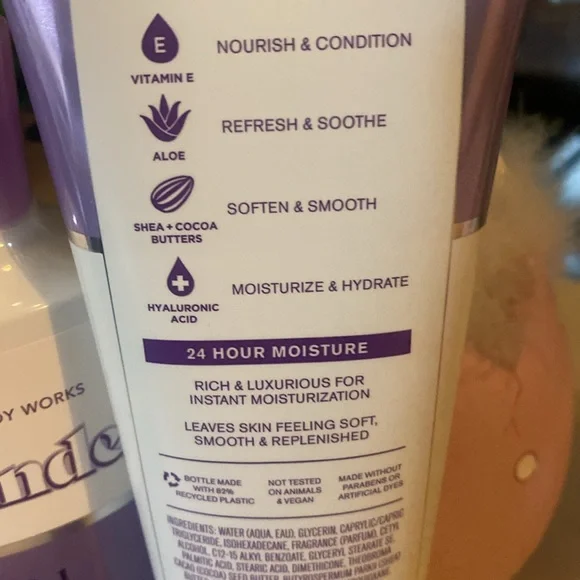 E
VITAMIN E
NOURISH & CONDITION
ALOE
REFRESH & SOOTHE
SHEA + COCOA
BUTTERS
SOFTEN & SMOOTH
HYALURONIC
ACID
MOISTURIZE & HYDRATE
24 HOUR MOISTURE
RICH & LUXURIOUS FOR
INSTANT MOISTURIZATION
LEAVES SKIN FEELING SOFT,
SMOOTH & REPLENISHED
BOTTLE MADE
WITH 82%
RECYCLED PLASTIC
NOT TESTED
ON ANIMALS
& VEGAN
MADE WITHOUT
PARABENS OR
ARTIFICIAL DYES
INGREDIENTS: WATER (AQUA, EAU), GLYCERIN, CAPRYLIC/CAPRIC
TRIGLYCERIDE, ISOHEXADECANE, FRAGRANCE (PARFUM), CETYL
ALCOHOL, C12-15 ALKYL BENZOATE, GLYCERYL STEARATE SE,
PALMITIC ACID, STEARIC ACID, DIMETHICONE, THEOBROMA
CACAO (COCOA) SEED BUTTER, BUTYROSPERMUM PARKII (SHEA)
DY WORKS
nde